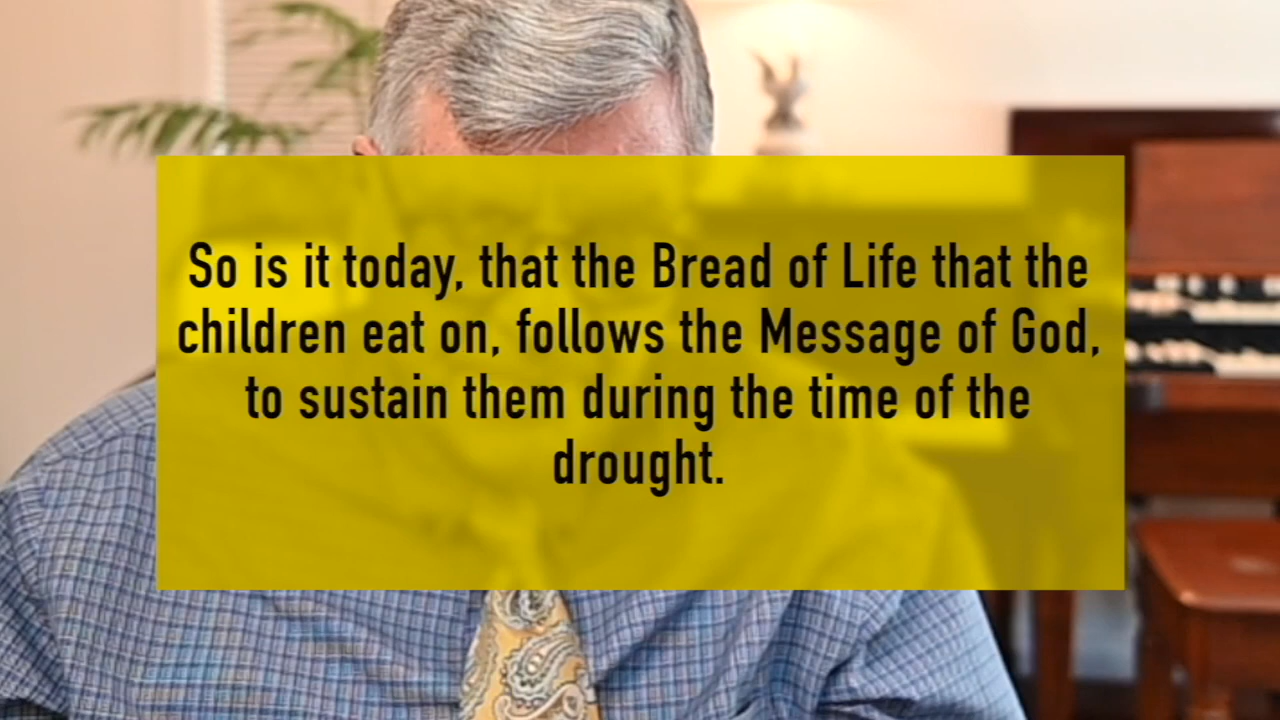 So is it today, that the Bread of Life that the
children eat on, follows the Message of God,
to sustain them during the time of the
drought.